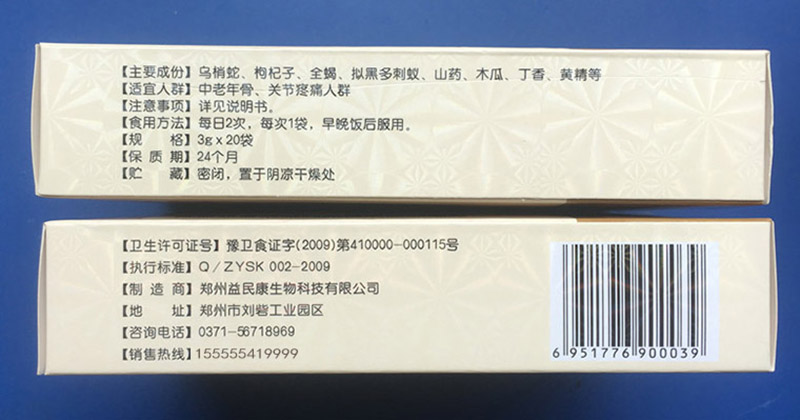 【主要成份】乌梢蛇、枸杞子、全蝎、拟黑多刺蚁、山药、木瓜、丁香、黄精等
【适宜人群】中老年骨、关节疼痛人群
【注意事项】详见说明书。
【食用方法】每日2次，每次1袋，早晚饭后服用。
【规 格】3g x 20袋
【保 质 期】24个月
【贮 藏】密闭，置于阴凉干燥处
【卫生许可证号】豫卫食证字(2009)第410000-000115号
【执行标准】Q／ZYSK 002-2009
【制 造 商】郑州益民康生物科技有限公司
【地 址】郑州市刘砦工业园区
【咨询电话】0371-56718969
【销售热线】155555419999
6 951776 900039